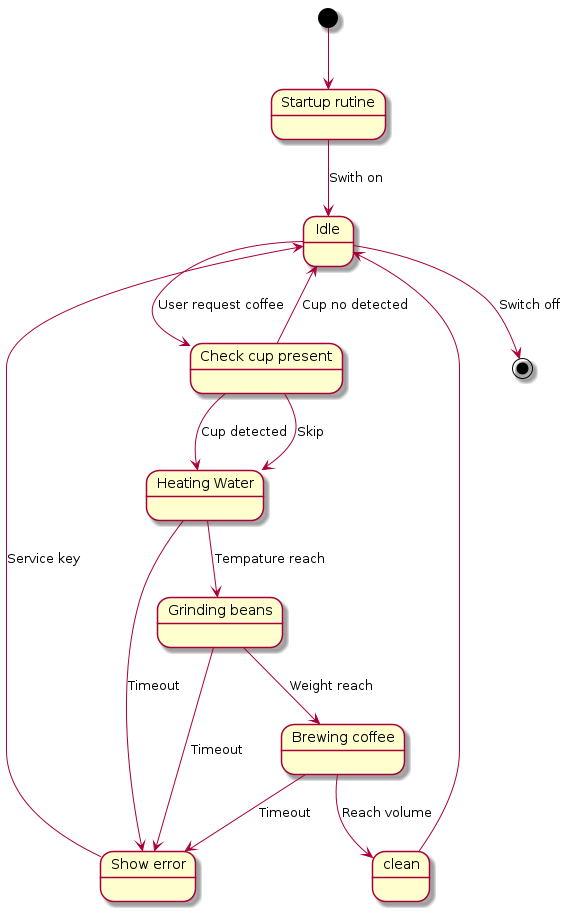 Startup rutine
Swith on
Idle
User request coffee
Cup no detected
Switch off
Check cup present
Cup detected
Skip
Heating Water
Service key
Tempature reach
Grinding beans
Timeout
Weight reach
Brewing coffee
Timeout
Timeout
Reach volume
Show error
clean